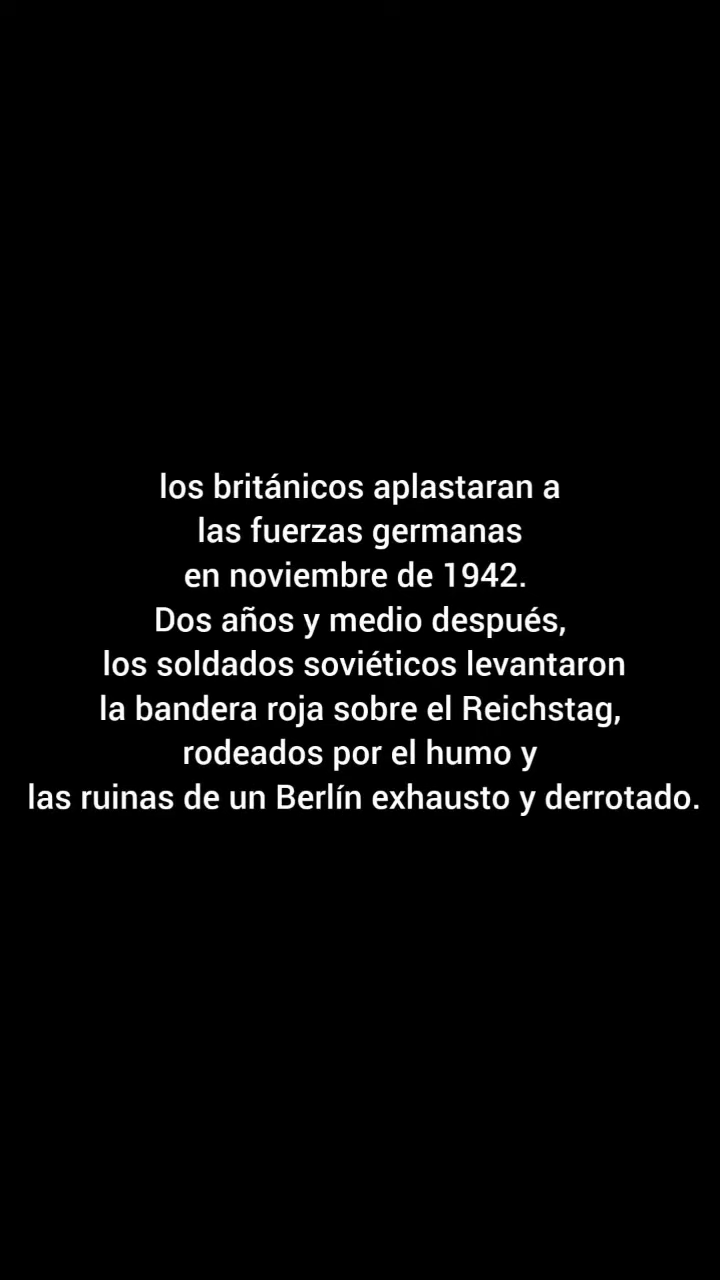 los británicos aplastaran a
las fuerzas germanas
en noviembre de 1942.
Dos años y medio después,
los soldados soviéticos levantaron
la bandera roja sobre el Reichstag,
rodeados por el humo y
las ruinas de un Berlín exhausto y derrotado.